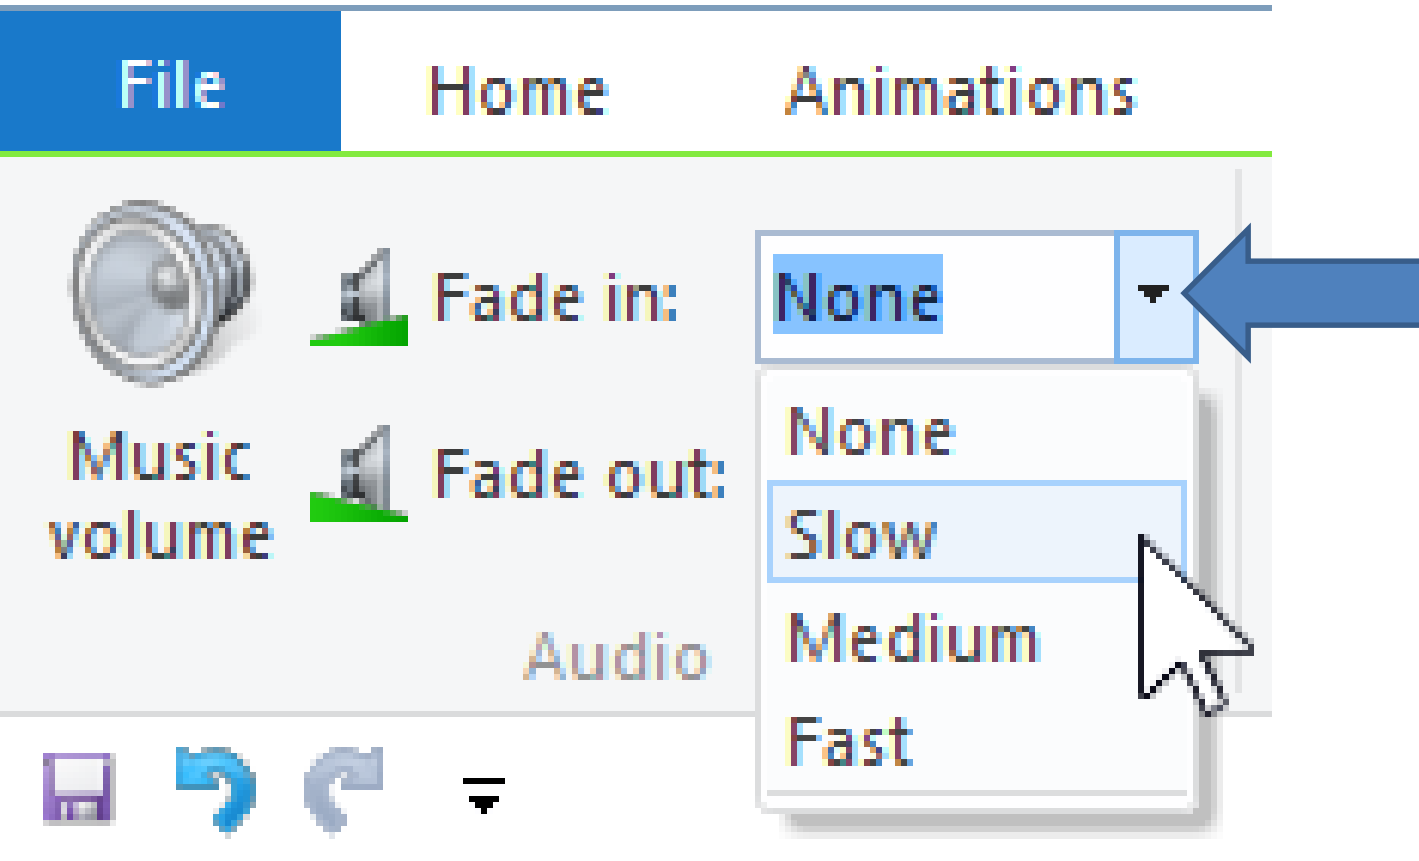 File Home Animations
Fade in: None
None
Music
volume
Fade out:
Slow
Medium
Audio
Fast